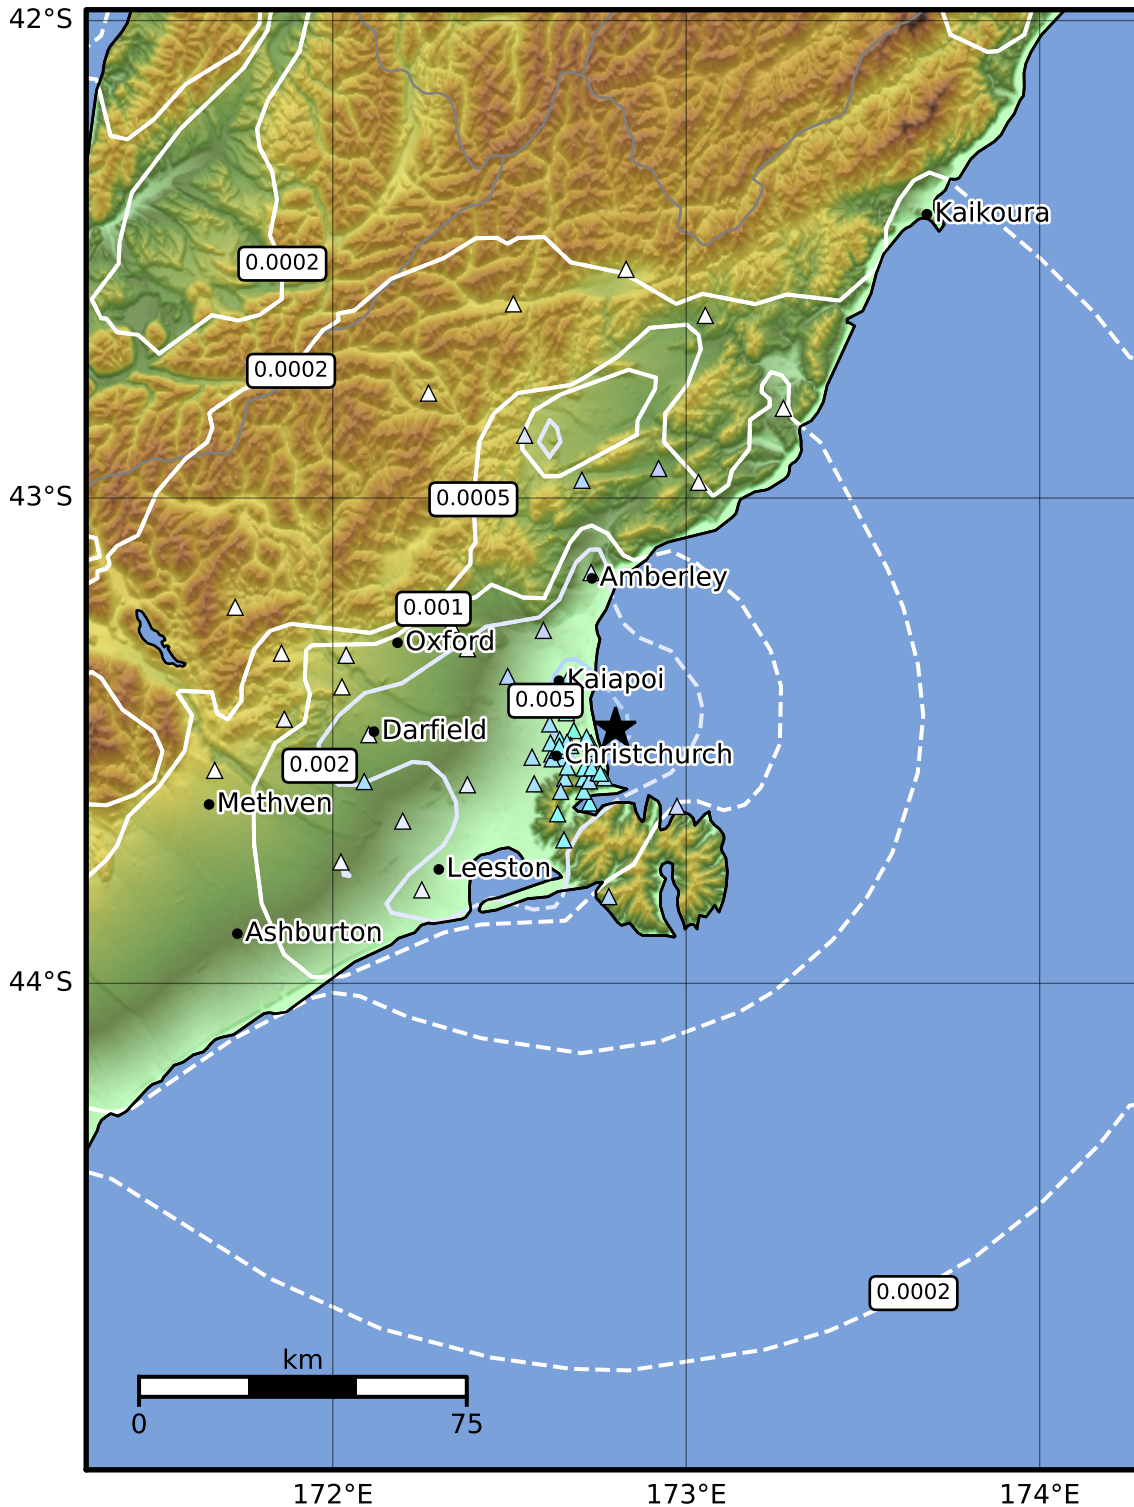 42°S
Kaikoura
0.0002
0.0002
43°S
0.0005
Amberley
0.001
Oxford
Kaiapoi
0.005
Darfield
Christchurch
0.002
Methven
Leeston
Ashburton
44°S
0.0002
km
0
75
172°E
173°E
174°E